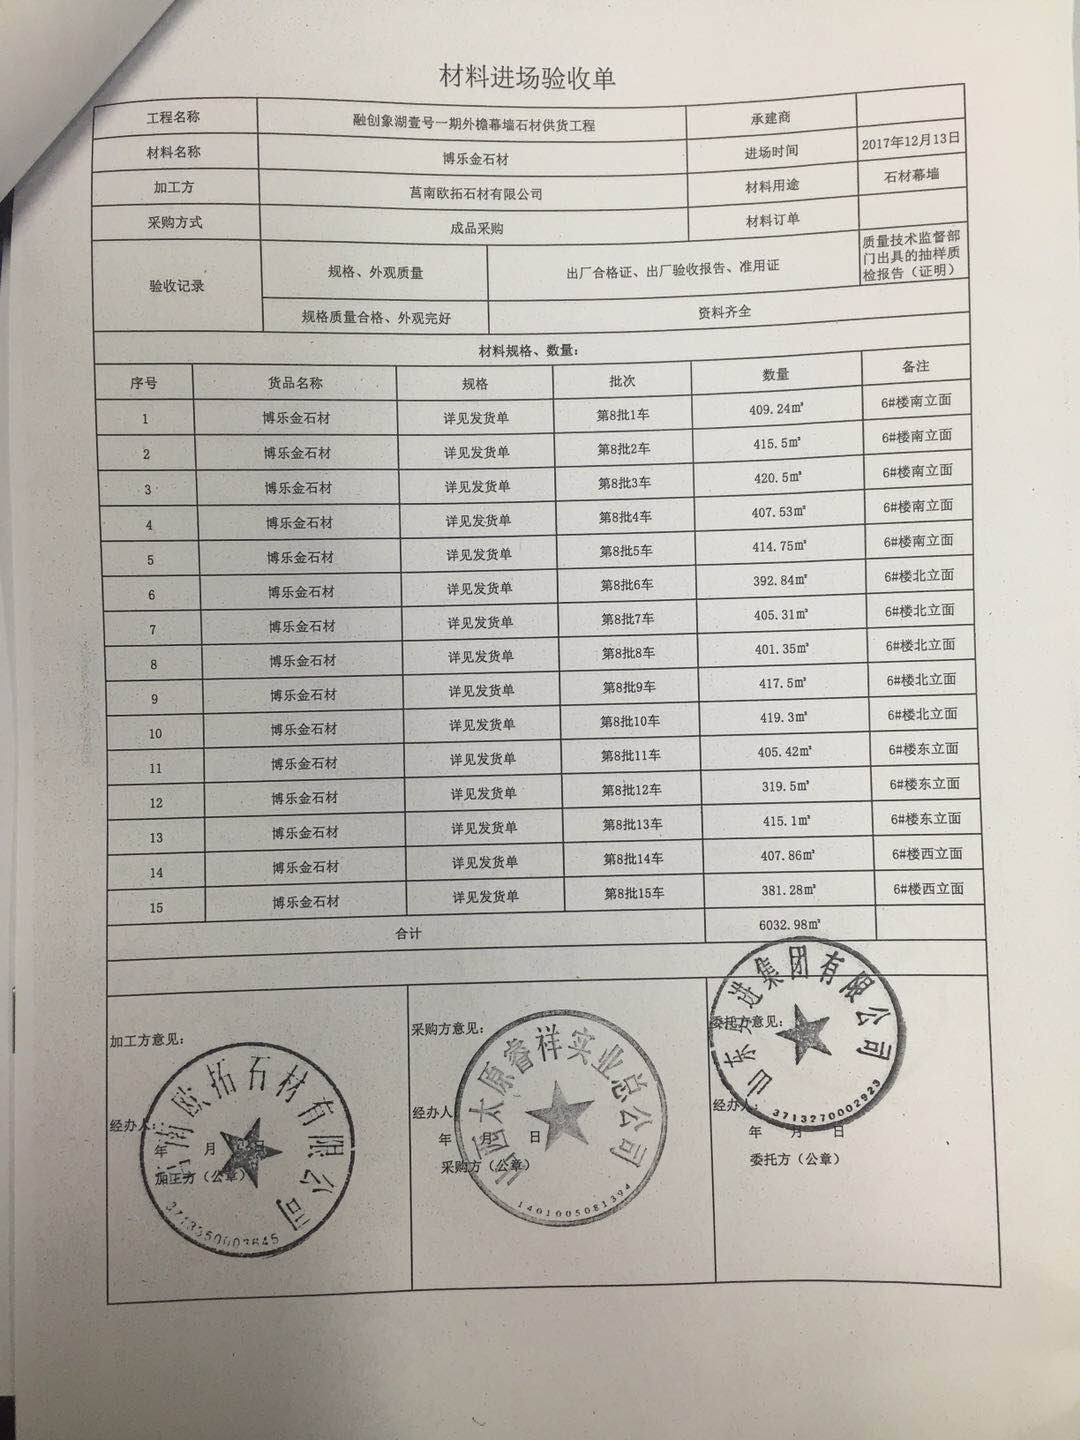 材料进场验收单
工程名称 融创象湖壹号一期外檐幕墙石材供货工程 承建商
材料名称 博乐金石材 进场时间 2017年12月13日
加工方 莒南欧拓石材有限公司 材料用途 石材幕墙
采购方式 成品采购 材料订单
验收记录 规格、外观质量 出厂合格证、出厂验收报告、准用证 质量技术监督部
门出具的抽样质
检报告（证明）
规格质量合格、外观完好 资料齐全
材料规格、数量：
序号 货品名称 规格 批次 数量 备注
1 博乐金石材 详见发货单 第8批1车 409.24㎡ 6#楼南立面
2 博乐金石材 详见发货单 第8批2车 415.5㎡ 6#楼南立面
3 博乐金石材 详见发货单 第8批3车 420.5㎡ 6#楼南立面
4 博乐金石材 详见发货单 第8批4车 407.53㎡ 6#楼南立面
5 博乐金石材 详见发货单 第8批5车 414.75㎡ 6#楼南立面
6 博乐金石材 详见发货单 第8批6车 392.84㎡ 6#楼北立面
7 博乐金石材 详见发货单 第8批7车 405.31㎡ 6#楼北立面
8 博乐金石材 详见发货单 第8批8车 401.35㎡ 6#楼北立面
9 博乐金石材 详见发货单 第8批9车 417.5㎡ 6#楼北立面
10 博乐金石材 详见发货单 第8批10车 419.3㎡ 6#楼北立面
11 博乐金石材 详见发货单 第8批11车 405.42㎡ 6#楼东立面
12 博乐金石材 详见发货单 第8批12车 319.5㎡ 6#楼东立面
13 博乐金石材 详见发货单 第8批13车 415.1㎡ 6#楼东立面
14 博乐金石材 详见发货单 第8批14车 407.86㎡ 6#楼西立面
15 博乐金石材 详见发货单 第8批15车 381.28㎡ 6#楼西立面
合计 6032.98㎡
加工方意见：
经办人：
年 月
加工方（公章）
莒南欧拓石材有限公司
3713350003645
采购方意见：
经办人
年 月 日
采购方（公章）
山西太原睿祥实业总公司
1401005081394
委托方意见：
经办人：
年 月 日
委托方（公章）
山东 进集团有限公司
3713270002923